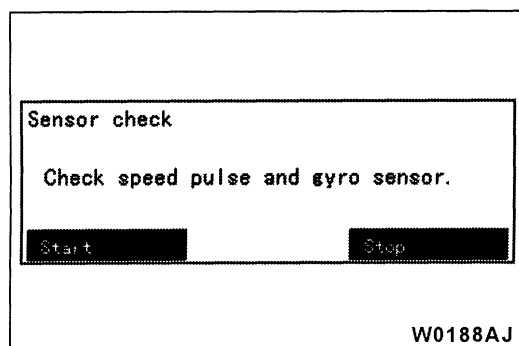 Sensor check
Check speed pulse and gyro sensor.
Start Stop
W0188AJ